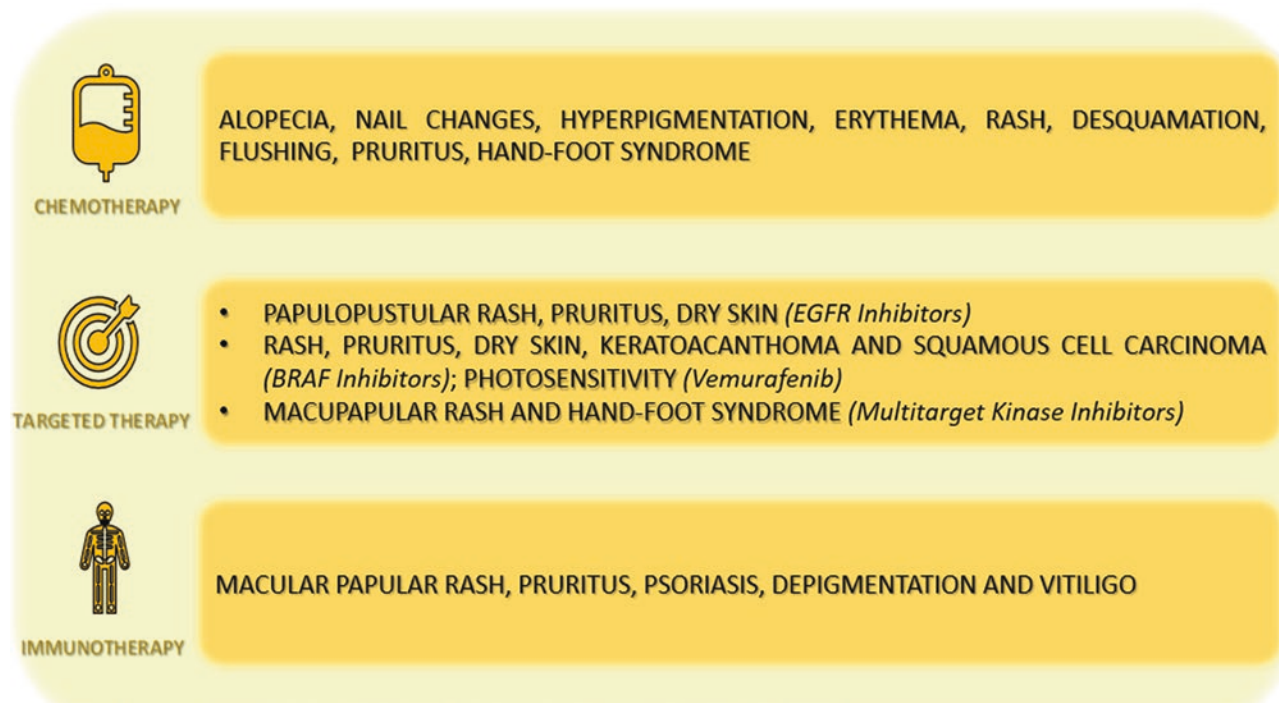 ALOPECIA, NAIL CHANGES, HYPERPIGMENTATION, ERYTHEMA, RASH, DESQUAMATION,
FLUSHING, PRURITUS, HAND-FOOT SYNDROME
CHEMOTHERAPY
• PAPULOPUSTULAR RASH, PRURITUS, DRY SKIN (EGFR Inhibitors)
• RASH, PRURITUS, DRY SKIN, KERATOACANTHOMA AND SQUAMOUS CELL CARCINOMA
(BRAF Inhibitors); PHOTOSENSITIVITY (Vemurafenib)
• MACUPAPULAR RASH AND HAND-FOOT SYNDROME (Multitarget Kinase Inhibitors)
TARGETED THERAPY
MACULAR PAPULAR RASH, PRURITUS, PSORIASIS, DEPIGMENTATION AND VITILIGO
IMMUNOTHERAPY